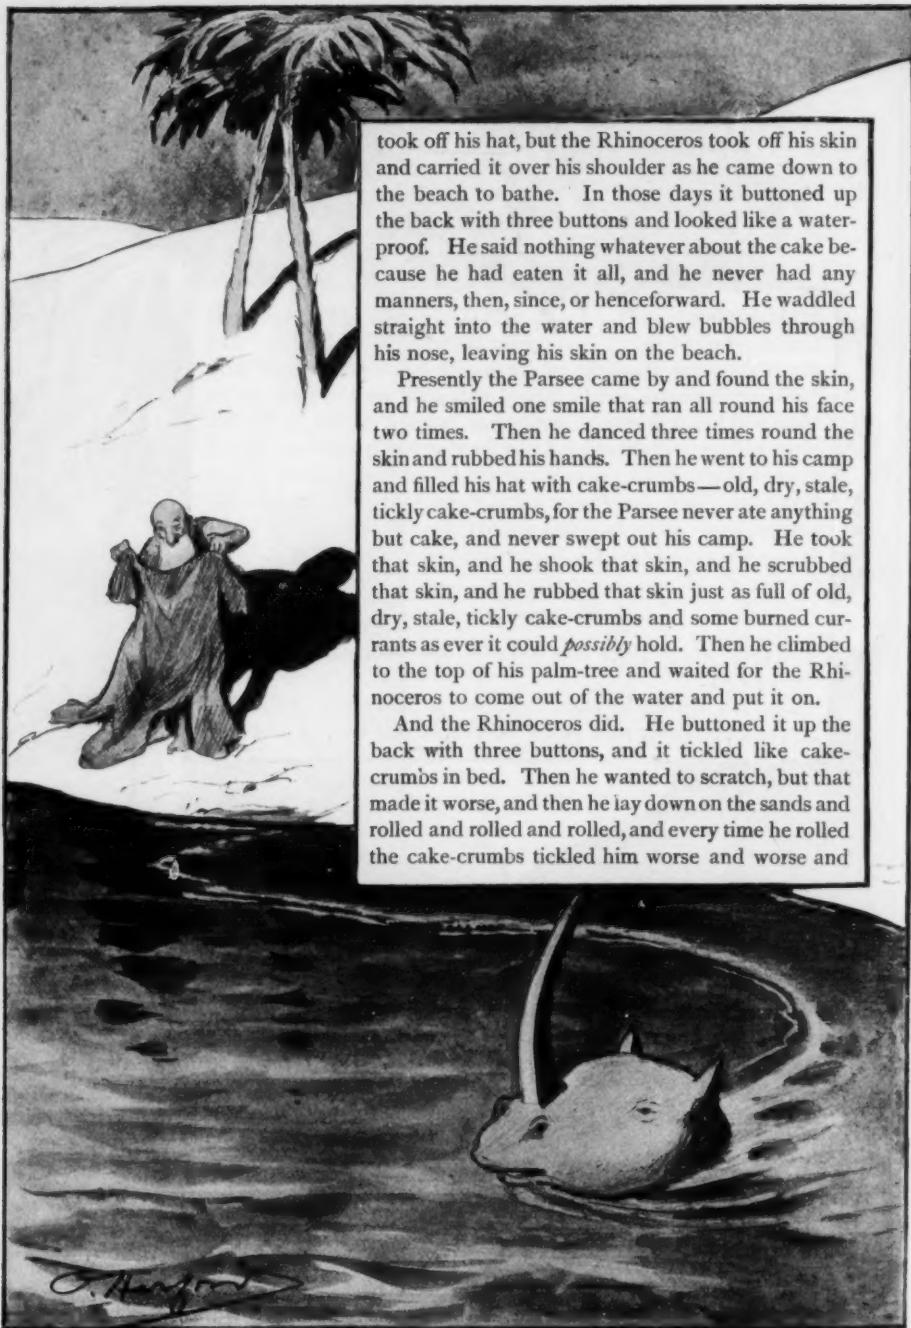 took off his hat, but the Rhinoceros took off his skin
and carried it over his shoulder as he came down to
the beach to bathe. In those days it buttoned up
the back with three buttons and looked like a water-
proof. He said nothing whatever about the cake be-
cause he had eaten it all, and he never had any
manners, then, since, or henceforward. He waddled
straight into the water and blew bubbles through
his nose, leaving his skin on the beach.
Presently the Parsee came by and found the skin,
and he smiled one smile that ran all round his face
two times. Then he danced three times round the
skin and rubbed his hands. Then he went to his camp
and filled his hat with cake-crumbs—old, dry, stale,
tickly cake-crumbs, for the Parsee never ate anything
but cake, and never swept out his camp. He took
that skin, and he shook that skin, and he scrubbed
that skin, and he rubbed that skin just as full of old,
dry, stale, tickly cake-crumbs and some burned cur-
rants as ever it could possibly hold. Then he climbed
to the top of his palm-tree and waited for the Rhi-
noceros to come out of the water and put it on.
And the Rhinoceros did. He buttoned it up the
back with three buttons, and it tickled like cake-
crumbs in bed. Then he wanted to scratch, but that
made it worse, and then he lay down on the sands and
rolled and rolled and rolled, and every time he rolled
the cake-crumbs tickled him worse and worse and
O. Herford